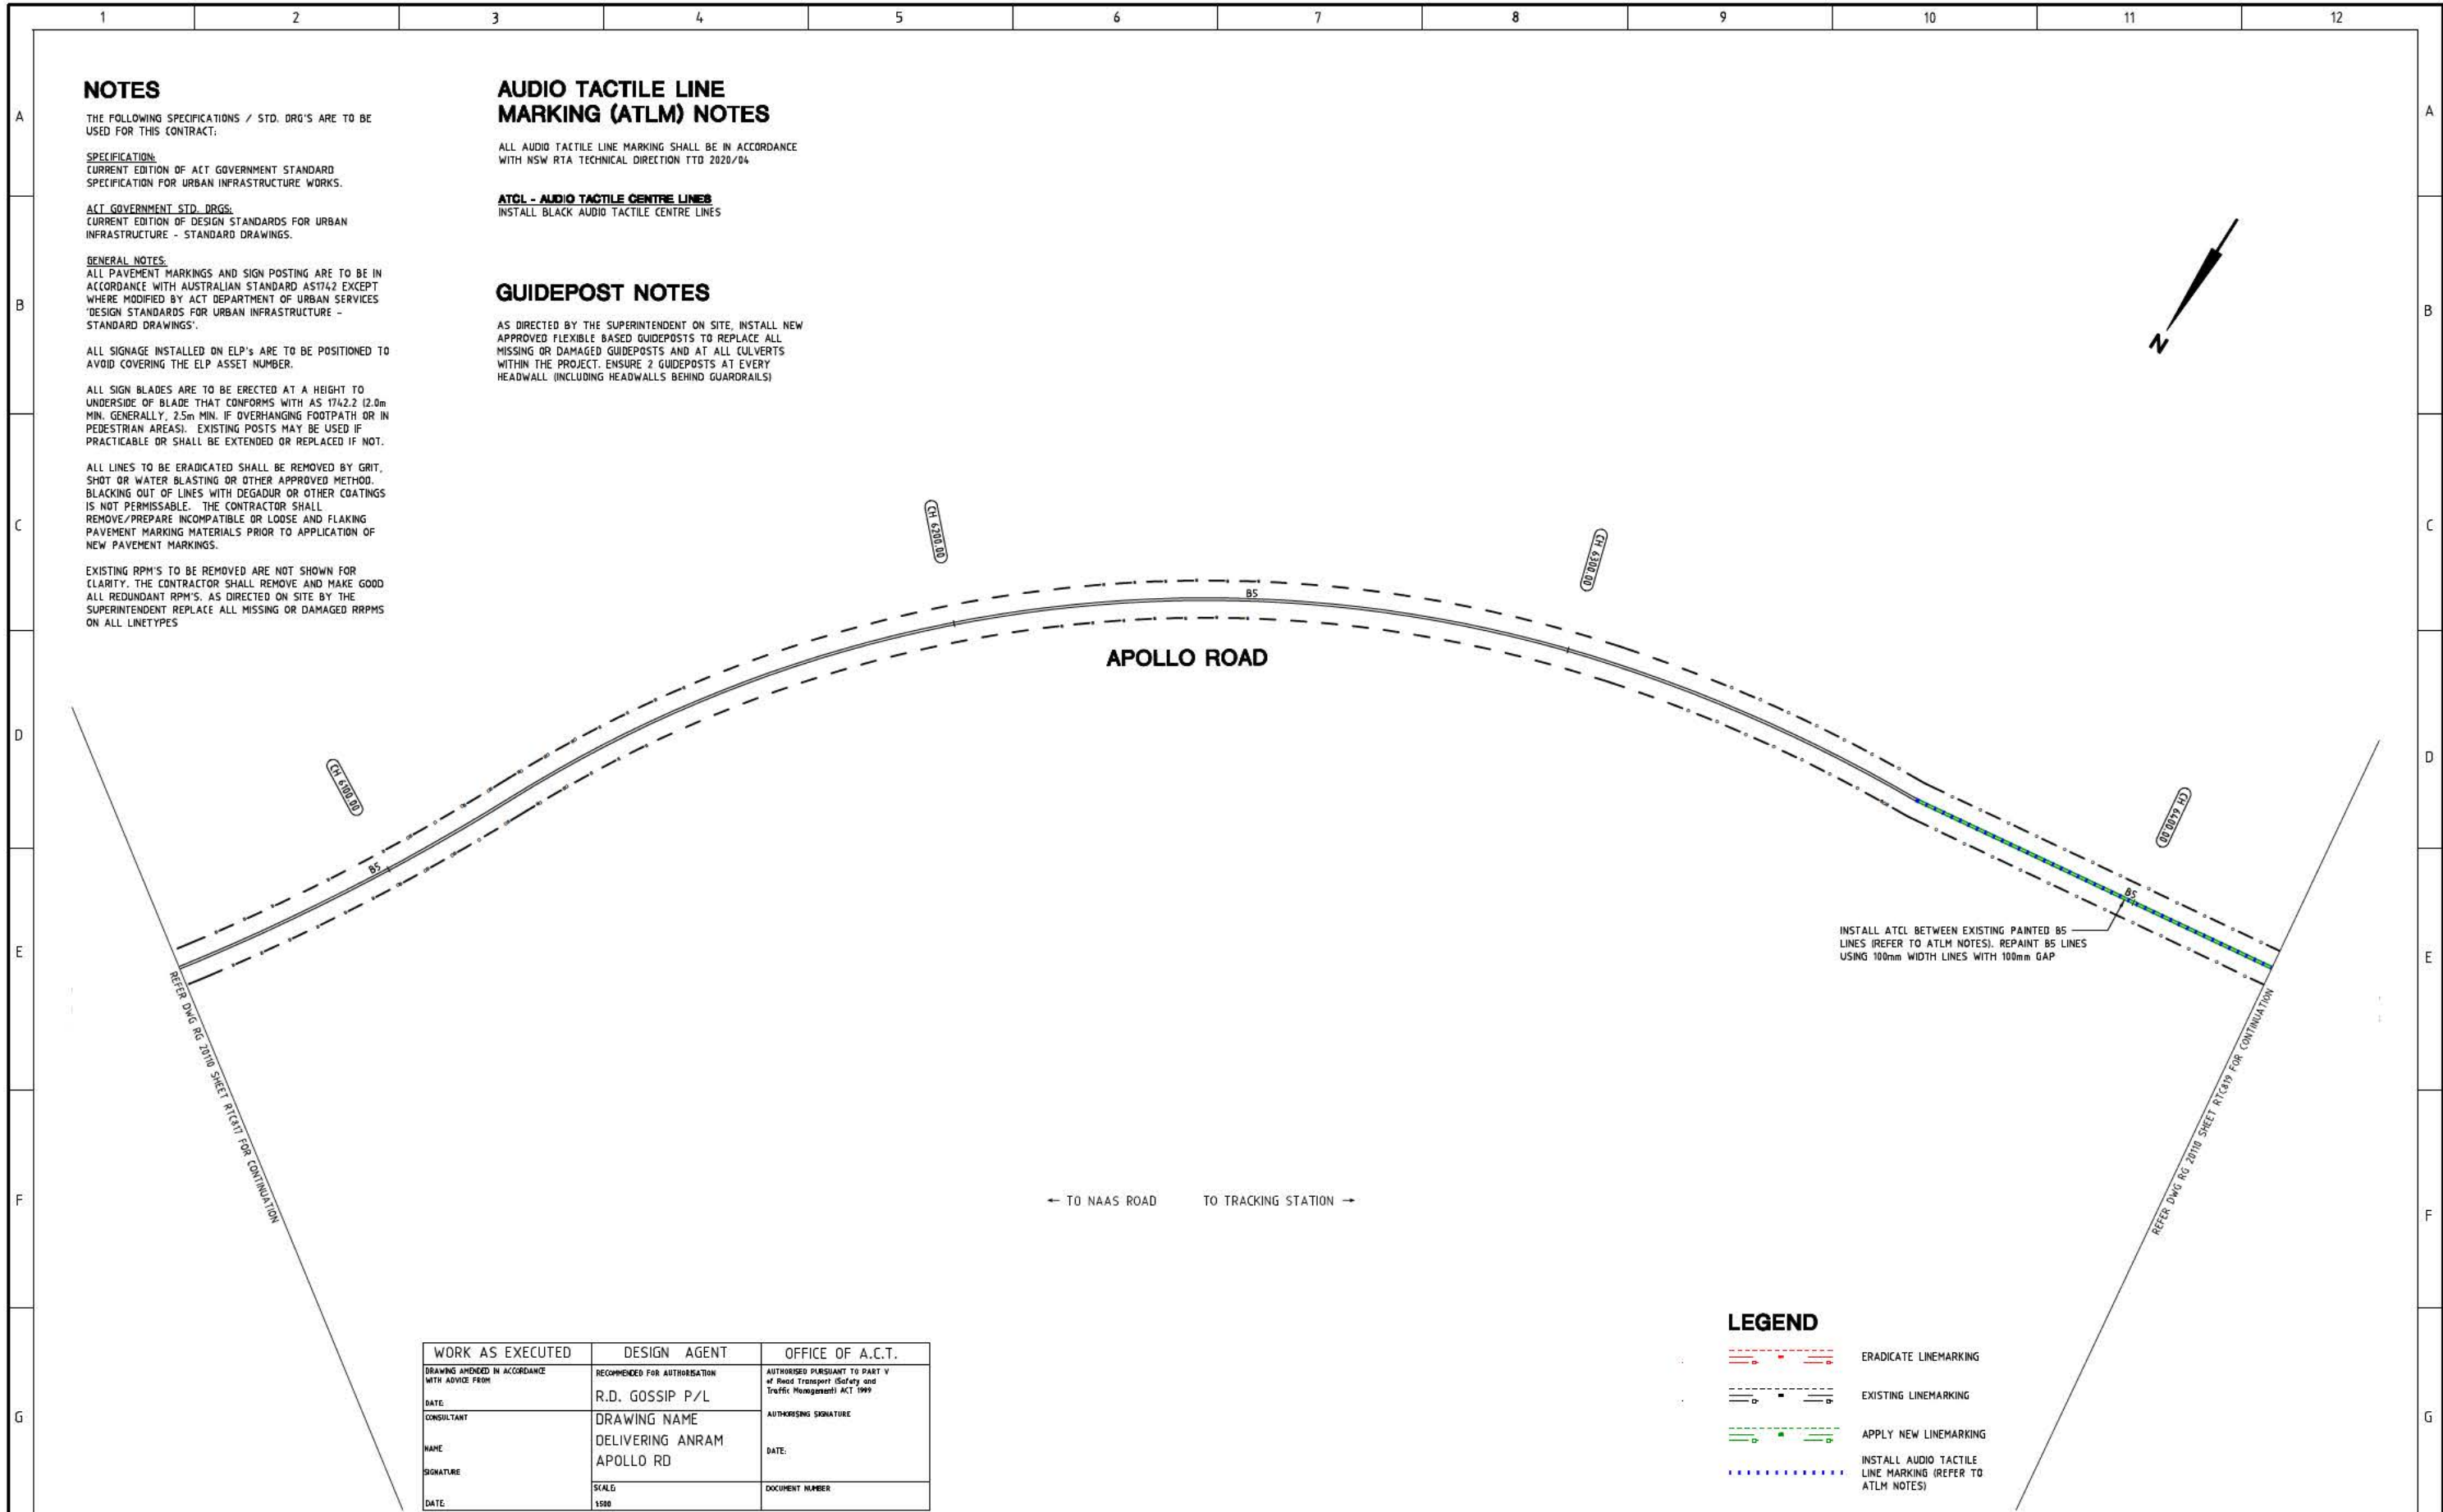 1 2 3 4 5 6 7 8 9 10 11 12
A
B
C
D
E
F
G
NOTES
THE FOLLOWING SPECIFICATIONS / STD. DRG'S ARE TO BE
USED FOR THIS CONTRACT:
SPECIFICATION:
CURRENT EDITION OF ACT GOVERNMENT STANDARD
SPECIFICATION FOR URBAN INFRASTRUCTURE WORKS.
ACT GOVERNMENT STD. DRGS:
CURRENT EDITION OF DESIGN STANDARDS FOR URBAN
INFRASTRUCTURE - STANDARD DRAWINGS.
GENERAL NOTES:
ALL PAVEMENT MARKINGS AND SIGN POSTING ARE TO BE IN
ACCORDANCE WITH AUSTRALIAN STANDARD AS1742 EXCEPT
WHERE MODIFIED BY ACT DEPARTMENT OF URBAN SERVICES
'DESIGN STANDARDS FOR URBAN INFRASTRUCTURE -
STANDARD DRAWINGS'.
ALL SIGNAGE INSTALLED ON ELP's ARE TO BE POSITIONED TO
AVOID COVERING THE ELP ASSET NUMBER.
ALL SIGN BLADES ARE TO BE ERECTED AT A HEIGHT TO
UNDERSIDE OF BLADE THAT CONFORMS WITH AS 1742.2 (2.0m
MIN. GENERALLY, 2.5m MIN. IF OVERHANGING FOOTPATH OR IN
PEDESTRIAN AREAS). EXISTING POSTS MAY BE USED IF
PRACTICABLE OR SHALL BE EXTENDED OR REPLACED IF NOT.
ALL LINES TO BE ERADICATED SHALL BE REMOVED BY GRIT,
SHOT OR WATER BLASTING OR OTHER APPROVED METHOD.
BLACKING OUT OF LINES WITH DEGADUR OR OTHER COATINGS
IS NOT PERMISSABLE. THE CONTRACTOR SHALL
REMOVE/PREPARE INCOMPATIBLE OR LOOSE AND FLAKING
PAVEMENT MARKING MATERIALS PRIOR TO APPLICATION OF
NEW PAVEMENT MARKINGS.
EXISTING RPM'S TO BE REMOVED ARE NOT SHOWN FOR
CLARITY. THE CONTRACTOR SHALL REMOVE AND MAKE GOOD
ALL REDUNDANT RPM'S. AS DIRECTED ON SITE BY THE
SUPERINTENDENT REPLACE ALL MISSING OR DAMAGED RRPMS
ON ALL LINETYPES
AUDIO TACTILE LINE
MARKING (ATLM) NOTES
ALL AUDIO TACTILE LINE MARKING SHALL BE IN ACCORDANCE
WITH NSW RTA TECHNICAL DIRECTION TTD 2020/04
ATCL - AUDIO TACTILE CENTRE LINES
INSTALL BLACK AUDIO TACTILE CENTRE LINES
GUIDEPOST NOTES
AS DIRECTED BY THE SUPERINTENDENT ON SITE, INSTALL NEW
APPROVED FLEXIBLE BASED GUIDEPOSTS TO REPLACE ALL
MISSING OR DAMAGED GUIDEPOSTS AND AT ALL CULVERTS
WITHIN THE PROJECT. ENSURE 2 GUIDEPOSTS AT EVERY
HEADWALL (INCLUDING HEADWALLS BEHIND GUARDRAILS)
N
CH 6100.00
CH 6200.00
CH 6300.00
CH 6400.00
B5
B5
B5
APOLLO ROAD
INSTALL ATCL BETWEEN EXISTING PAINTED B5
LINES (REFER TO ATLM NOTES). REPAINT B5 LINES
USING 100mm WIDTH LINES WITH 100mm GAP
REFER DWG RG 20110 SHEET RTC817 FOR CONTINUATION
REFER DWG RG 20110 SHEET RTC819 FOR CONTINUATION
← TO NAAS ROAD TO TRACKING STATION →
WORK AS EXECUTED
DRAWING AMENDED IN ACCORDANCE
WITH ADVICE FROM
DATE:
CONSULTANT
NAME
SIGNATURE
DATE:
DESIGN AGENT
RECOMMENDED FOR AUTHORISATION
R.D. GOSSIP P/L
DRAWING NAME
DELIVERING ANRAM
APOLLO RD
SCALE:
1:500
OFFICE OF A.C.T.
AUTHORISED PURSUANT TO PART V
of Road Transport (Safety and
Traffic Management) ACT 1999
AUTHORISING SIGNATURE
DATE:
DOCUMENT NUMBER
LEGEND
ERADICATE LINEMARKING
EXISTING LINEMARKING
APPLY NEW LINEMARKING
INSTALL AUDIO TACTILE
LINE MARKING (REFER TO
ATLM NOTES)
A
B
C
D
E
F
G